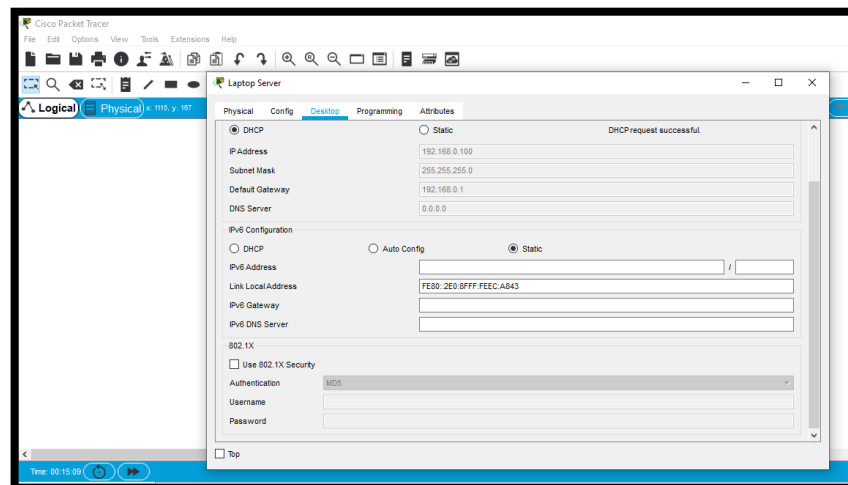 Cisco Packet Tracer
File Edit Options View Tools Extensions Help
Laptop Server
Logical Physical x: 1115, y: 167
Physical Config Desktop Programming Attributes
DHCP Static DHCP request successful.
IP Address 192.168.0.100
Subnet Mask 255.255.255.0
Default Gateway 192.168.0.1
DNS Server 0.0.0.0
IPv6 Configuration
DHCP Auto Config Static
IPv6 Address /
Link Local Address FE80::2E0:8FFF:FEEC:A843
IPv6 Gateway
IPv6 DNS Server
802.1X
Use 802.1X Security
Authentication MD5
Username
Password
Top
Time: 00:15:09